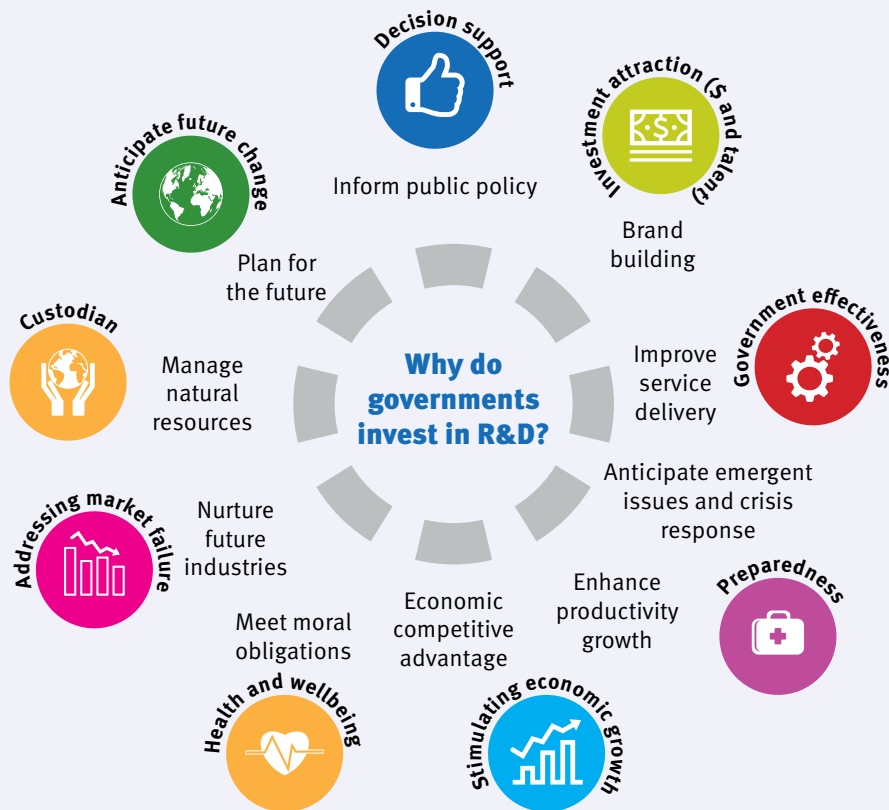 Decision support
Inform public policy
Investment attraction ($ and talent)
$
Brand
building
Government effectiveness
Improve
service
delivery
Anticipate emergent
issues and crisis
response
Preparedness
Enhance
productivity
growth
Stimulating economic growth
Economic
competitive
advantage
Health and wellbeing
Meet moral
obligations
Addressing market failure
Nurture
future
industries
Custodian
Manage
natural
resources
Anticipate future change
Plan for
the future
Why do
governments
invest in R&D?